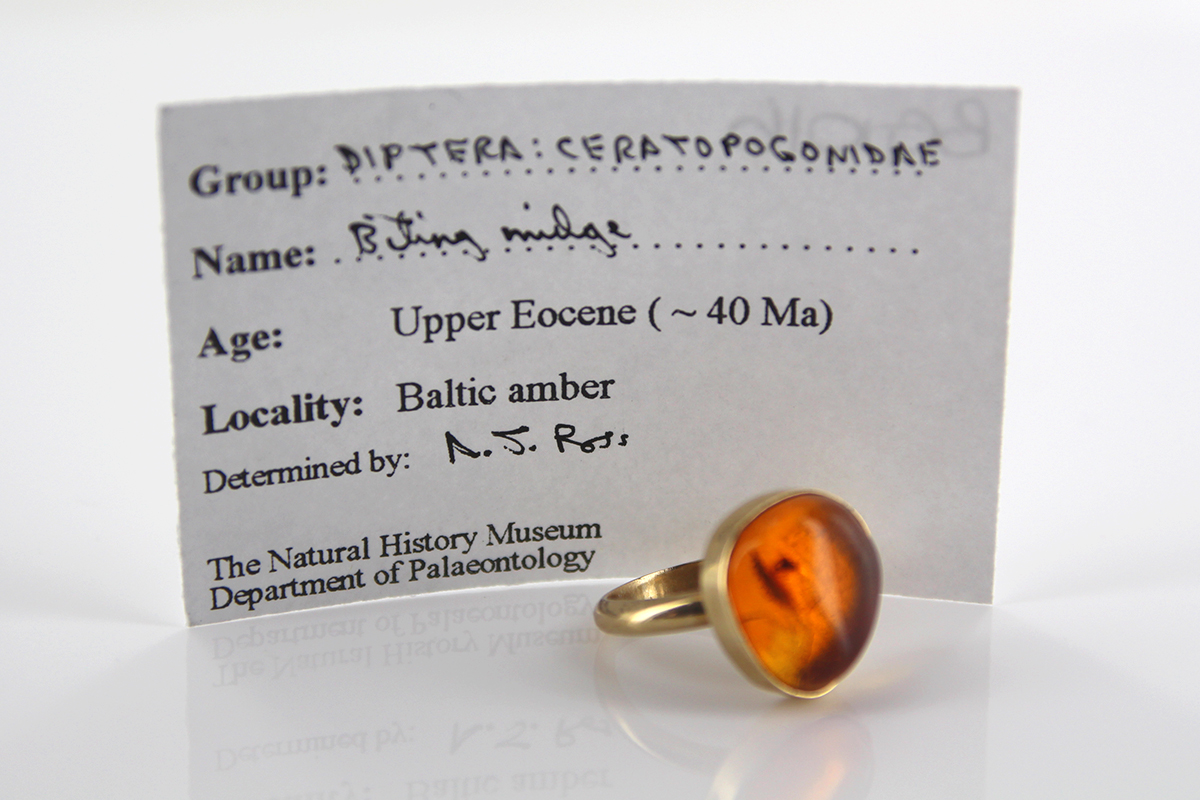 Group: DIPTERA: CERATOPOGONIDAE
Name: Biting midge
Age: Upper Eocene (~ 40 Ma)
Locality: Baltic amber
Determined by: A. J. Ross
The Natural History Museum
Department of Palaeontology